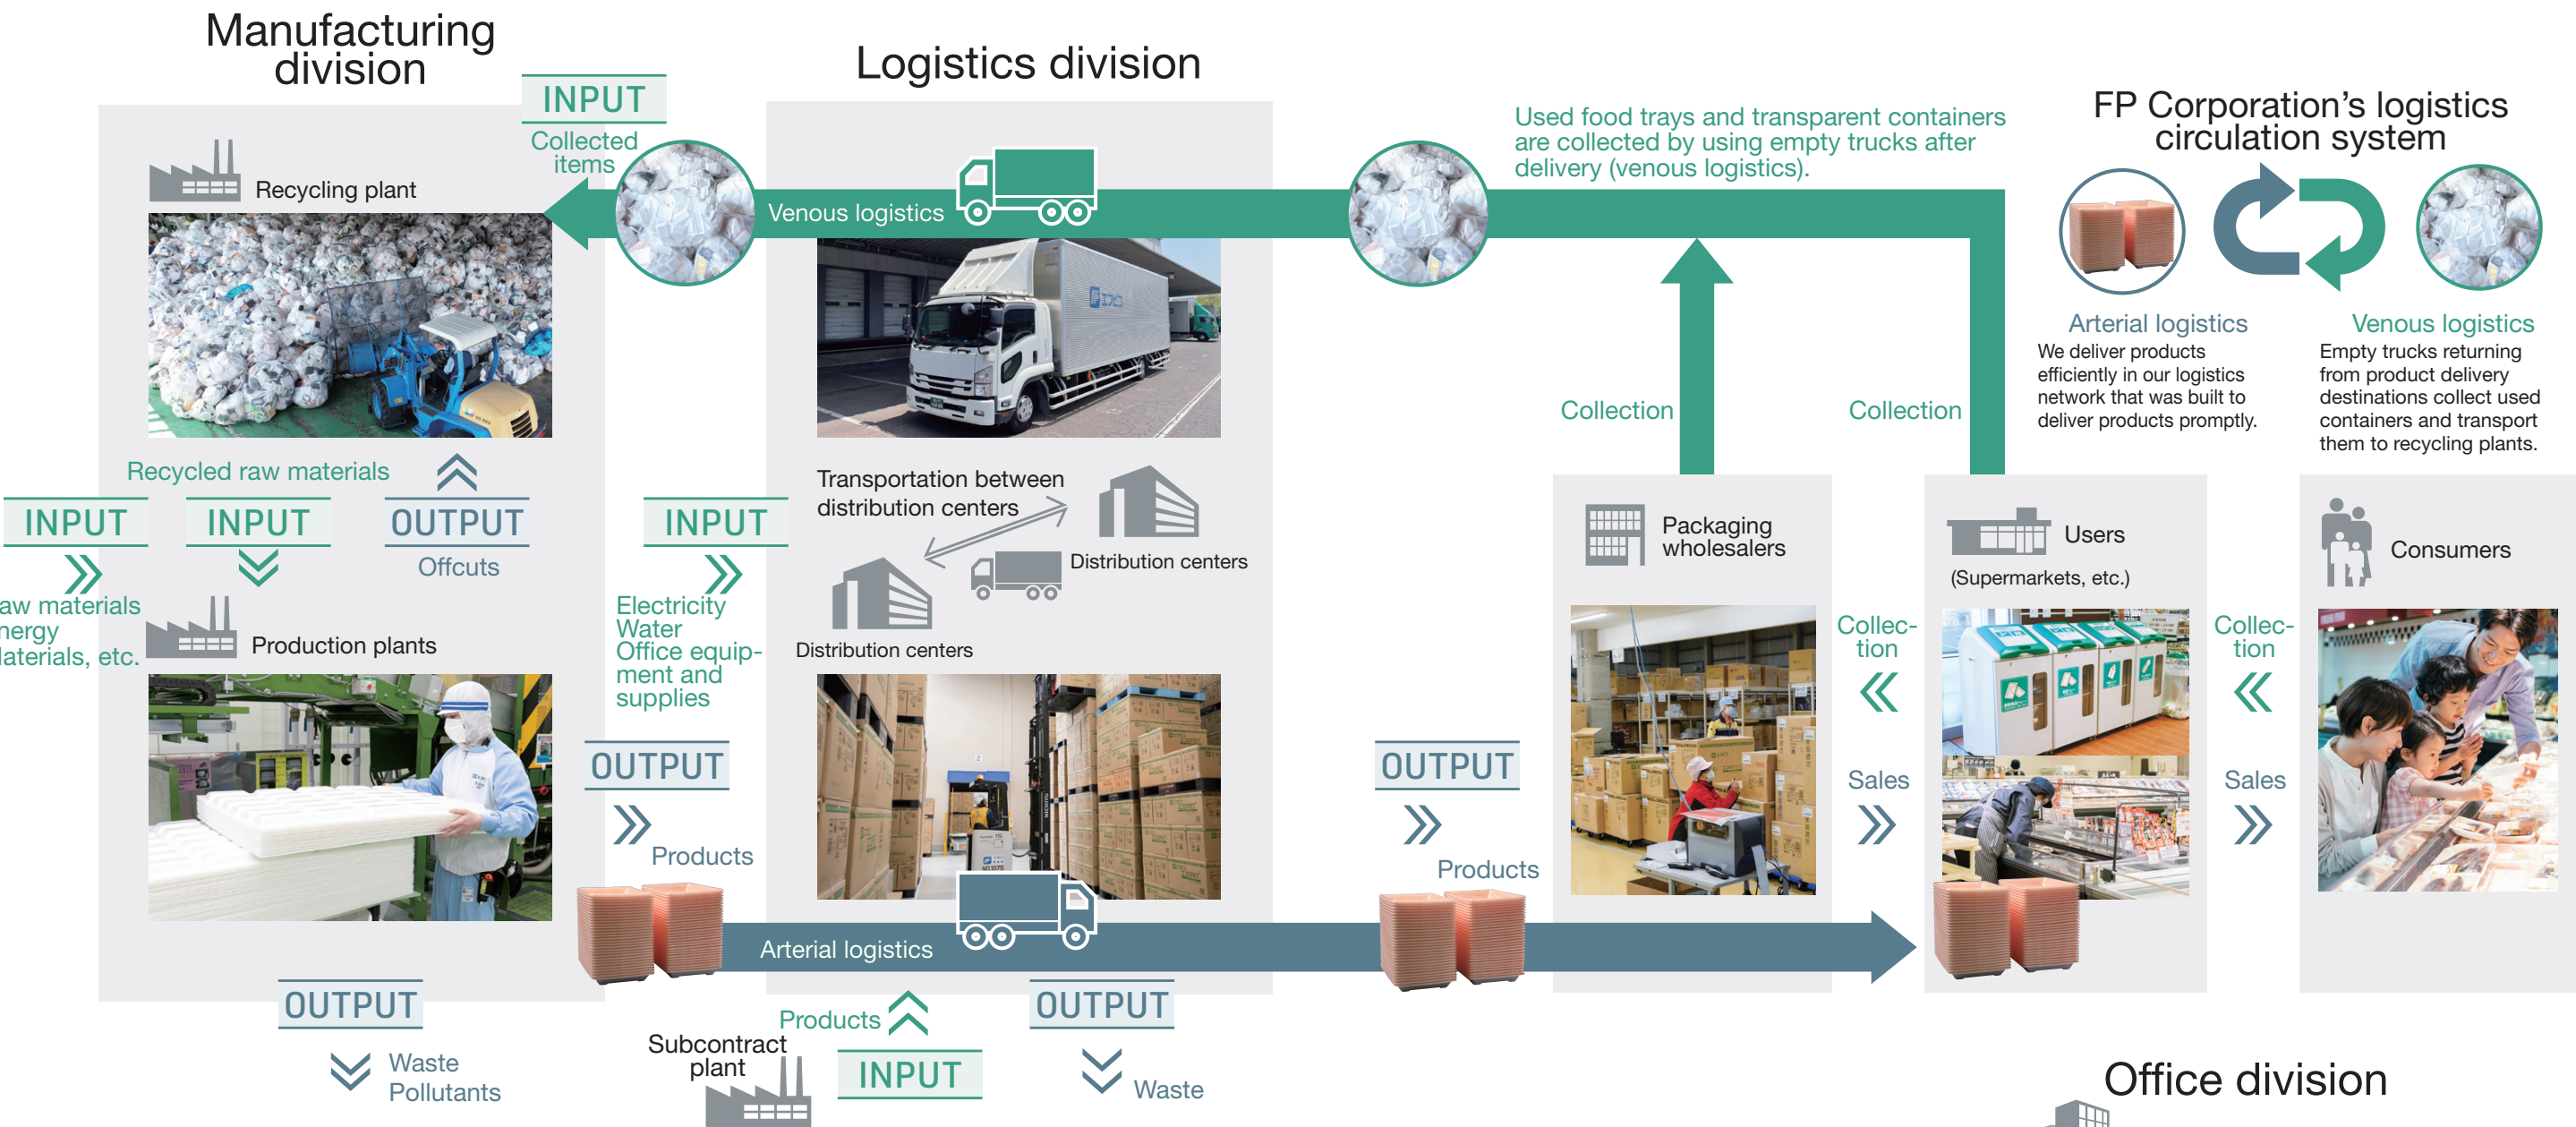 Manufacturing
division
Logistics division
INPUT
Collected
items
Used food trays and transparent containers
are collected by using empty trucks after
delivery (venous logistics).
FP Corporation's logistics
circulation system
Recycling plant
Venous logistics
Arterial logistics
We deliver products
efficiently in our logistics
network that was built to
deliver products promptly.
Venous logistics
Empty trucks returning
from product delivery
destinations collect used
containers and transport
them to recycling plants.
Collection
Collection
Recycled raw materials
INPUT
INPUT
OUTPUT
Offcuts
INPUT
Transportation between
distribution centers
Distribution centers
Distribution centers
Packaging
wholesalers
Users
(Supermarkets, etc.)
Consumers
aw materials
nergy
aterials, etc.
Production plants
Electricity
Water
Office equip-
ment and
supplies
Collec-
tion
Collec-
tion
OUTPUT
Products
OUTPUT
Products
Sales
Sales
Arterial logistics
OUTPUT
Waste
Pollutants
Products
Subcontract
plant
INPUT
OUTPUT
Waste
Office division